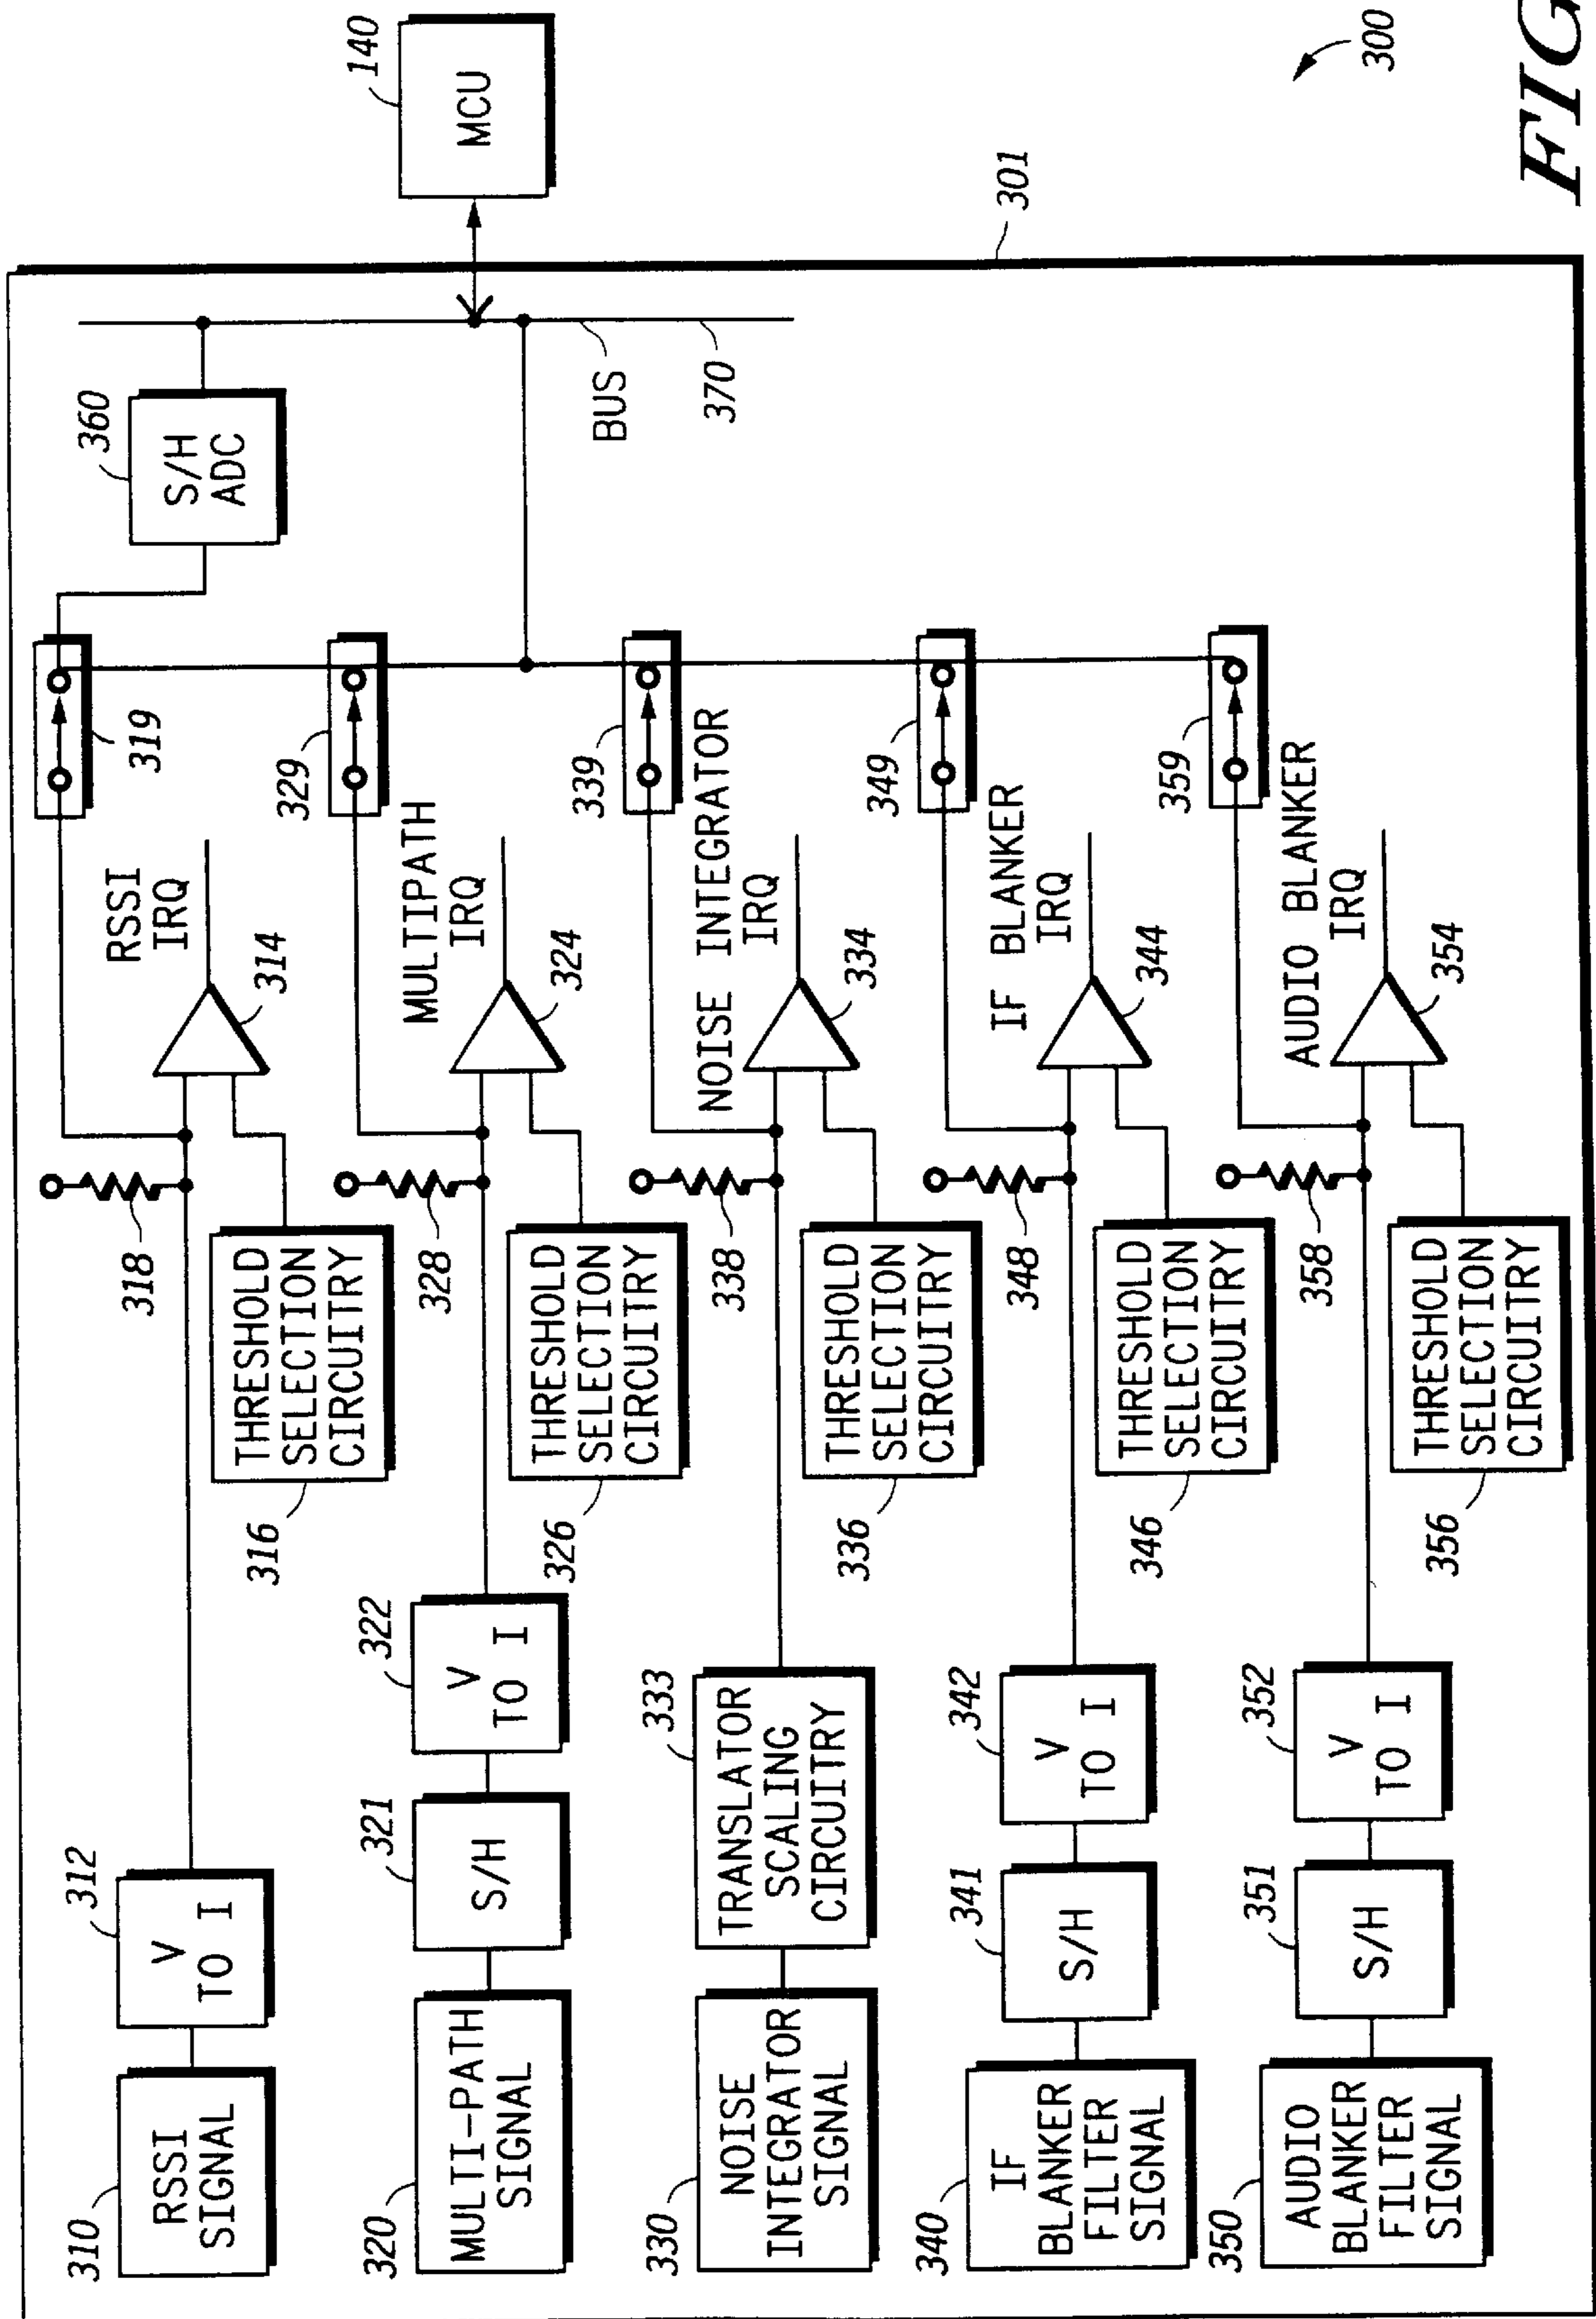 310
RSSI
SIGNAL
312
V
TO I
318
316
THRESHOLD
SELECTION
CIRCUITRY
RSSI
IRQ
314
319
360
S/H
ADC
140
MCU
320
MULTI-PATH
SIGNAL
321
S/H
322
V
TO I
328
326
THRESHOLD
SELECTION
CIRCUITRY
MULTIPATH
IRQ
324
329
BUS
370
330
NOISE
INTEGRATOR
SIGNAL
333
TRANSLATOR
SCALING
CIRCUITRY
338
336
THRESHOLD
SELECTION
CIRCUITRY
NOISE INTEGRATOR
IRQ
334
339
301
340
IF
BLANKER
FILTER
SIGNAL
341
S/H
342
V
TO I
348
346
THRESHOLD
SELECTION
CIRCUITRY
IF BLANKER
IRQ
344
349
350
AUDIO
BLANKER
FILTER
SIGNAL
351
S/H
352
V
TO I
358
356
THRESHOLD
SELECTION
CIRCUITRY
AUDIO BLANKER
IRQ
354
359
300
FIG